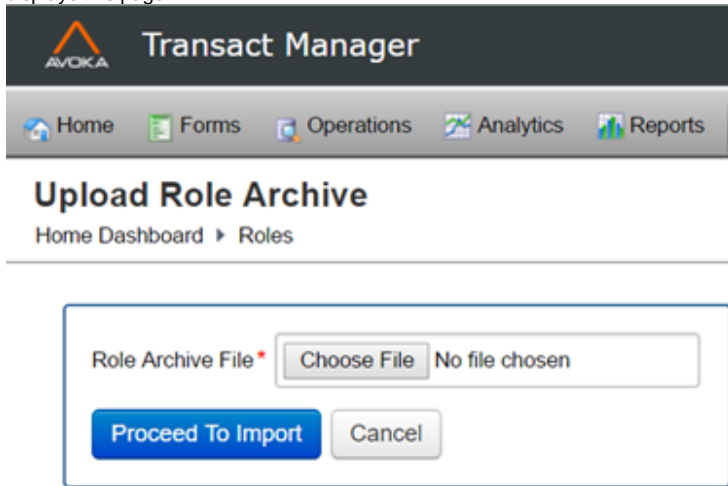 AVOKA Transact Manager
Home Forms Operations Analytics Reports
Upload Role Archive
Home Dashboard ▸ Roles
Role Archive File* Choose File No file chosen
Proceed To Import Cancel